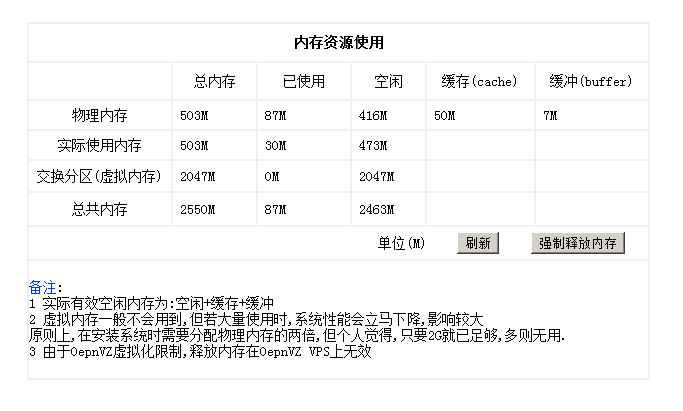 内存资源使用
总内存 已使用 空闲 缓存(cache) 缓冲(buffer)
物理内存 503M 87M 416M 50M 7M
实际使用内存 503M 30M 473M
交换分区(虚拟内存) 2047M 0M 2047M
总共内存 2550M 87M 2463M
单位(M) 刷新 强制释放内存
备注:
1 实际有效空闲内存为:空闲+缓存+缓冲
2 虚拟内存一般不会用到,但若大量使用时,系统性能会立马下降,影响较大
原则上,在安装系统时需要分配物理内存的两倍,但个人觉得,只要2G就已足够,多则无用.
3 由于OepnVZ虚拟化限制,释放内存在OepnVZ VPS上无效